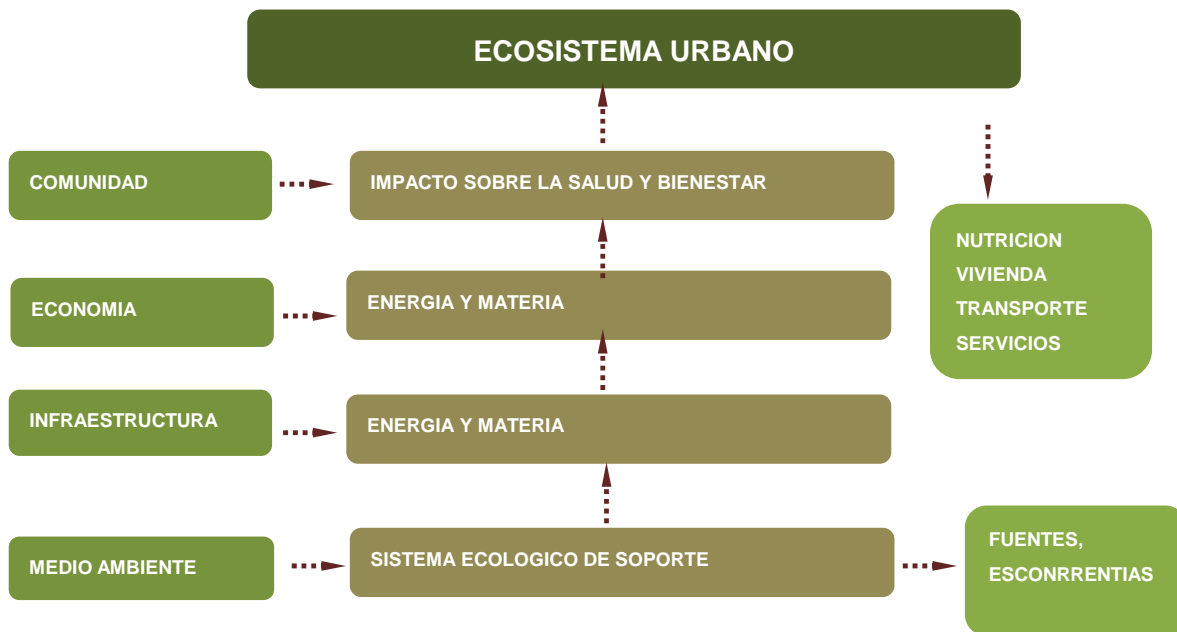 ECOSISTEMA URBANO
COMUNIDAD
IMPACTO SOBRE LA SALUD Y BIENESTAR
NUTRICION
VIVIENDA
TRANSPORTE
SERVICIOS
ECONOMIA
ENERGIA Y MATERIA
INFRAESTRUCTURA
ENERGIA Y MATERIA
MEDIO AMBIENTE
SISTEMA ECOLOGICO DE SOPORTE
FUENTES,
ESCONRRENTIAS